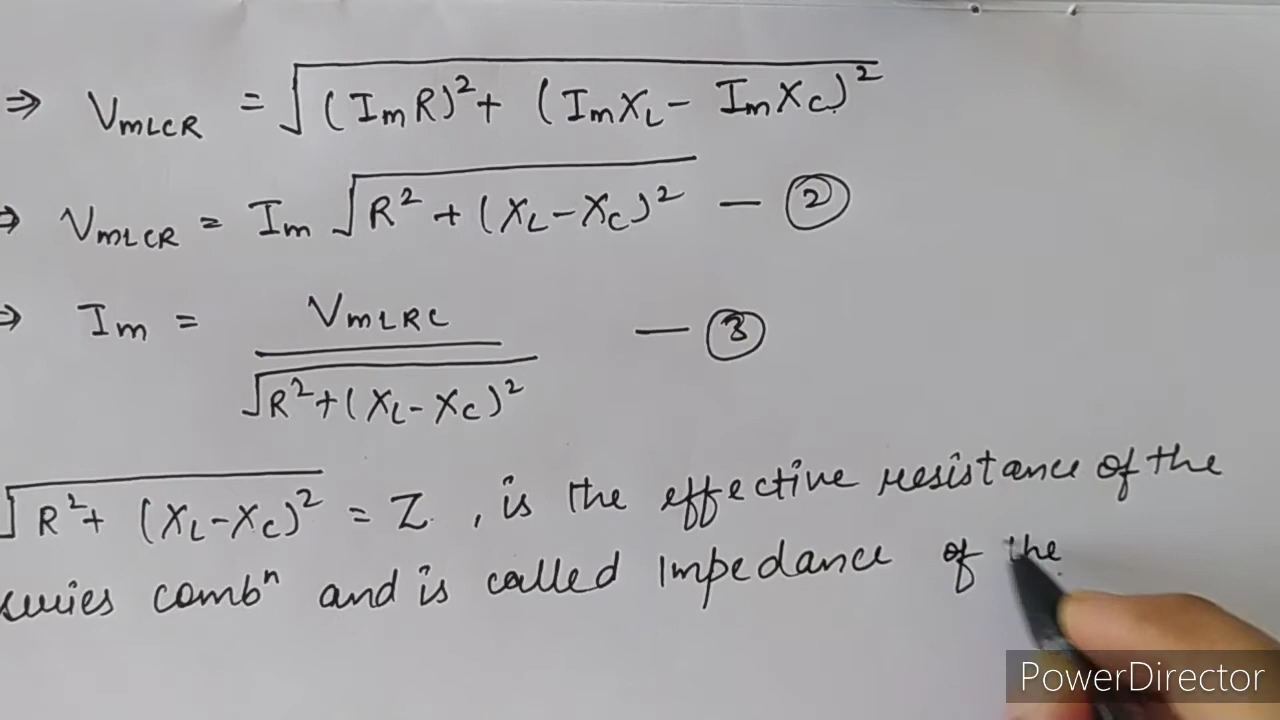 ⇒ VmLCR = √(ImR)² + (ImXL - ImXC)²
⇒ VmLCR = Im √R² + (XL-XC)² — ②
⇒ Im = VmLRC — ③
√R²+(XL-XC)²
√R²+ (XL-XC)² = Z. , is the effective resistance of the
series combⁿ and is called Impedance of the
PowerDirector